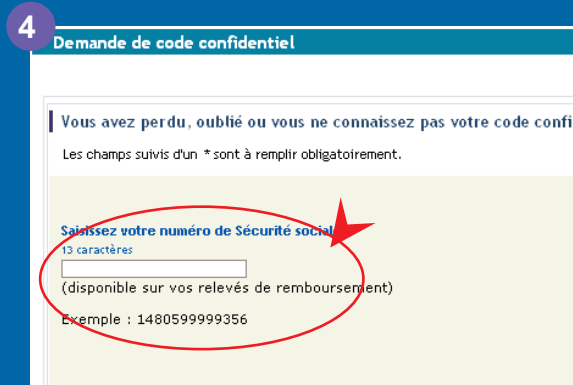 4
Demande de code confidentiel
Vous avez perdu, oublié ou vous ne connaissez pas votre code confi
Les champs suivis d'un * sont à remplir obligatoirement.
Saisissez votre numéro de Sécurité social
13 caractères
(disponible sur vos relevés de remboursement)
Exemple : 1480599999356